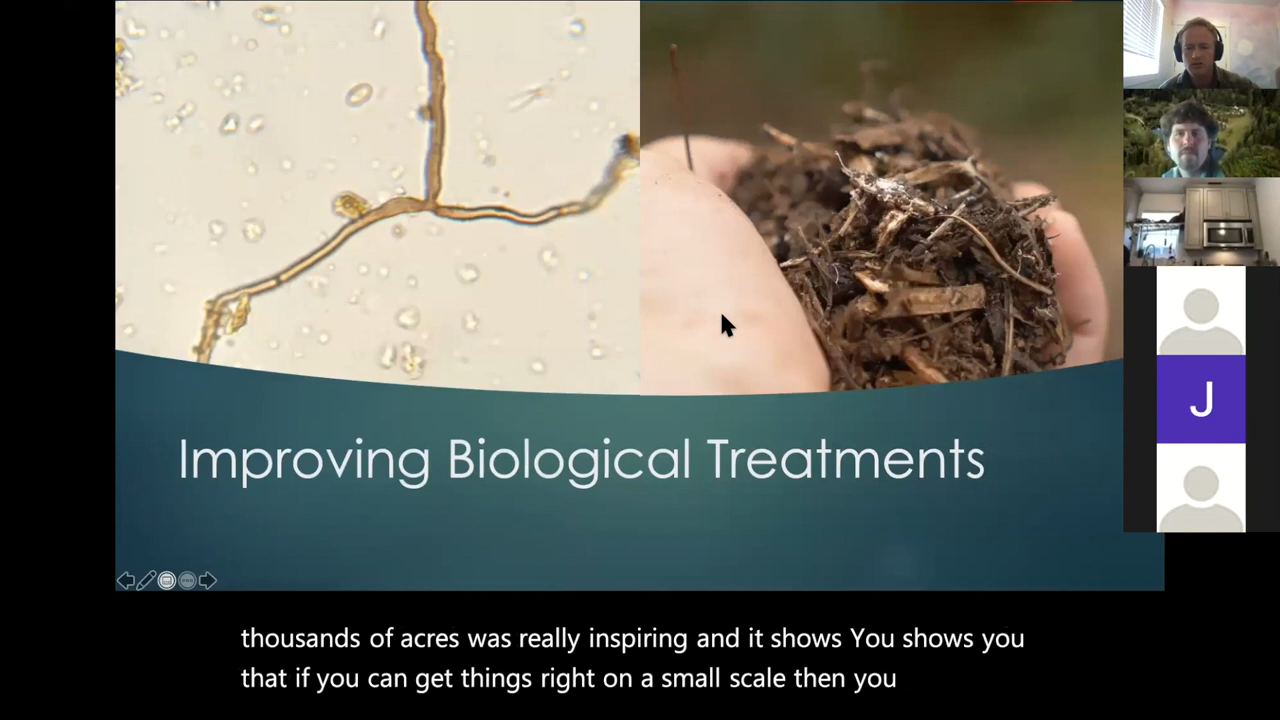 Improving Biological Treatments
J
thousands of acres was really inspiring and it shows You shows you
that if you can get things right on a small scale then you